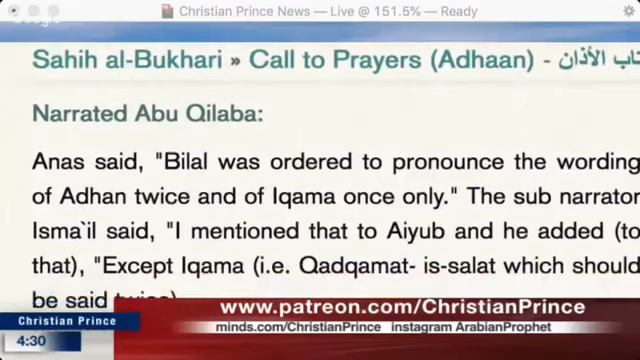 Google
Christian Prince News — Live @ 151.5% — Ready
Sahih al-Bukhari » Call to Prayers (Adhaan) - كتاب الأذان
Narrated Abu Qilaba:
Anas said, "Bilal was ordered to pronounce the wording
of Adhan twice and of Iqama once only." The sub narrator
Isma`il said, "I mentioned that to Aiyub and he added (to
that), "Except Iqama (i.e. Qadqamat- is-salat which should
be said twice).
www.patreon.com/ChristianPrince
Christian Prince
minds.com/ChristianPrince instagram ArabianProphet
4:30